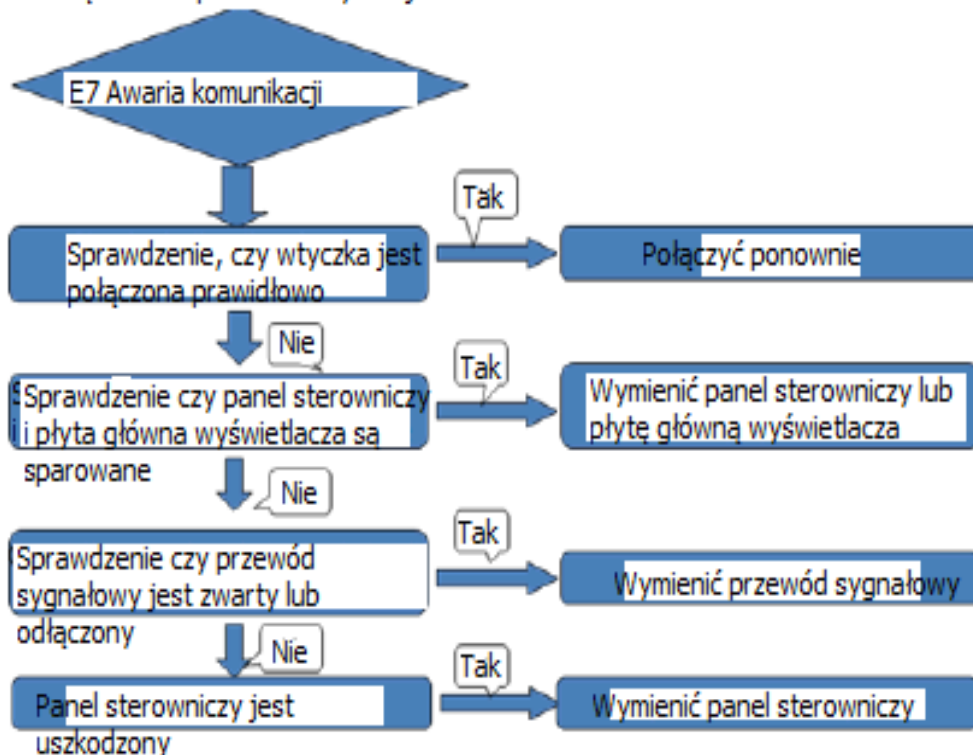 E7 Awaria komunikacji
Tak
Sprawdzenie, czy wtyczka jest
połączona prawidłowo
Połączyć ponownie
Nie
Tak
Sprawdzenie czy panel sterowniczy
i płyta główna wyświetlacza są
sparowane
Wymienić panel sterowniczy lub
płytę główną wyświetlacza
Nie
Tak
Sprawdzenie czy przewód
sygnałowy jest zwarty lub
odłączony
Wymienić przewód sygnałowy
Nie
Tak
Panel sterowniczy jest
uszkodzony
Wymienić panel sterowniczy